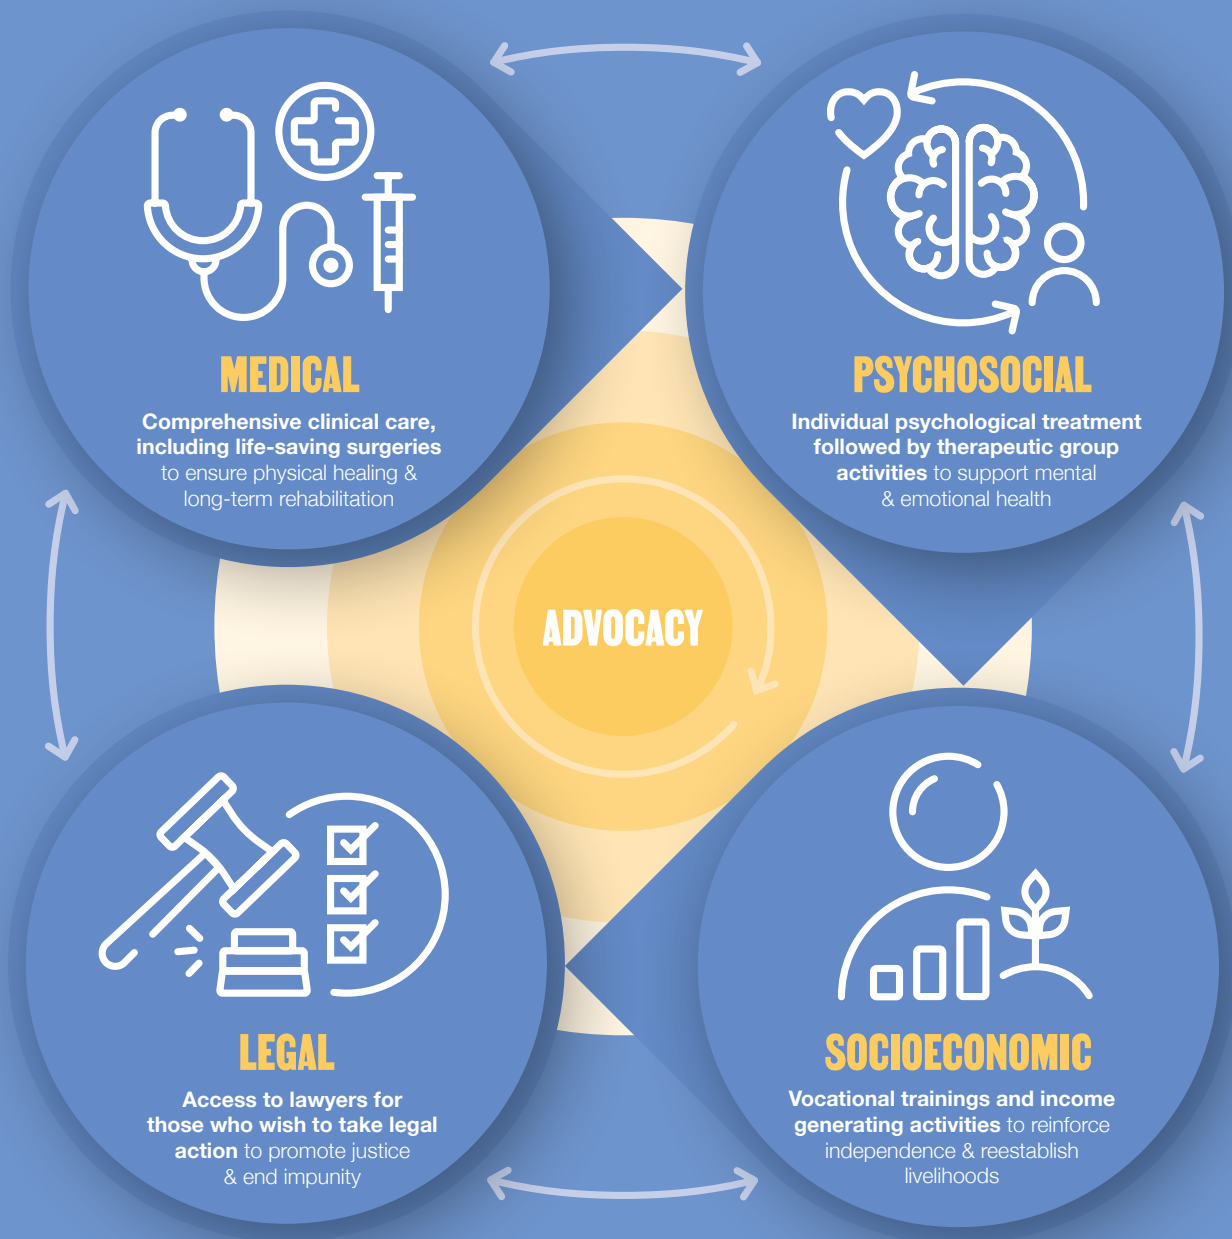 MEDICAL
Comprehensive clinical care,
including life-saving surgeries
to ensure physical healing &
long-term rehabilitation
PSYCHOSOCIAL
Individual psychological treatment
followed by therapeutic group
activities to support mental
& emotional health
ADVOCACY
LEGAL
Access to lawyers for
those who wish to take legal
action to promote justice
& end impunity
SOCIOECONOMIC
Vocational trainings and income
generating activities to reinforce
independence & reestablish
livelihoods